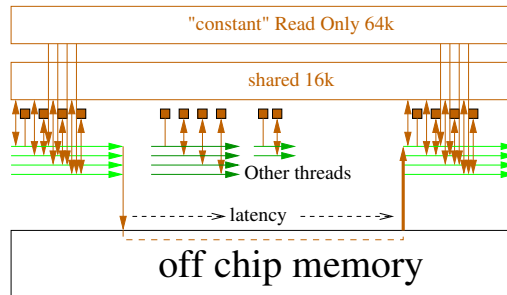 "constant" Read Only 64k
shared 16k
Other threads
latency
off chip memory